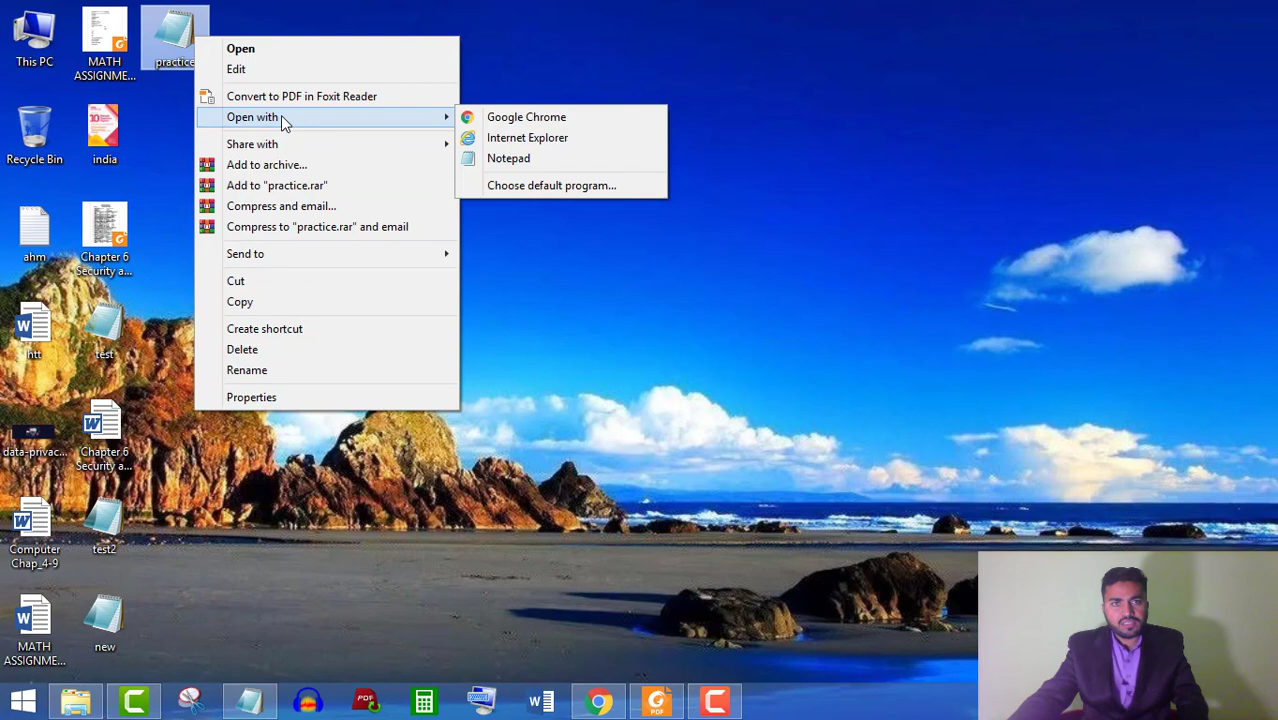 This PC
MATH
ASSIGNME...
practice
Recycle Bin
india
ahm
Chapter 6
Security a...
htt
test
data-privac...
Chapter 6
Security a...
Computer
Chap_4-9
test2
MATH
ASSIGNME...
new
Open
Edit
Convert to PDF in Foxit Reader
Open with
Share with
Add to archive...
Add to "practice.rar"
Compress and email...
Compress to "practice.rar" and email
Send to
Cut
Copy
Create shortcut
Delete
Rename
Properties
Google Chrome
Internet Explorer
Notepad
Choose default program...
PDF
PDF